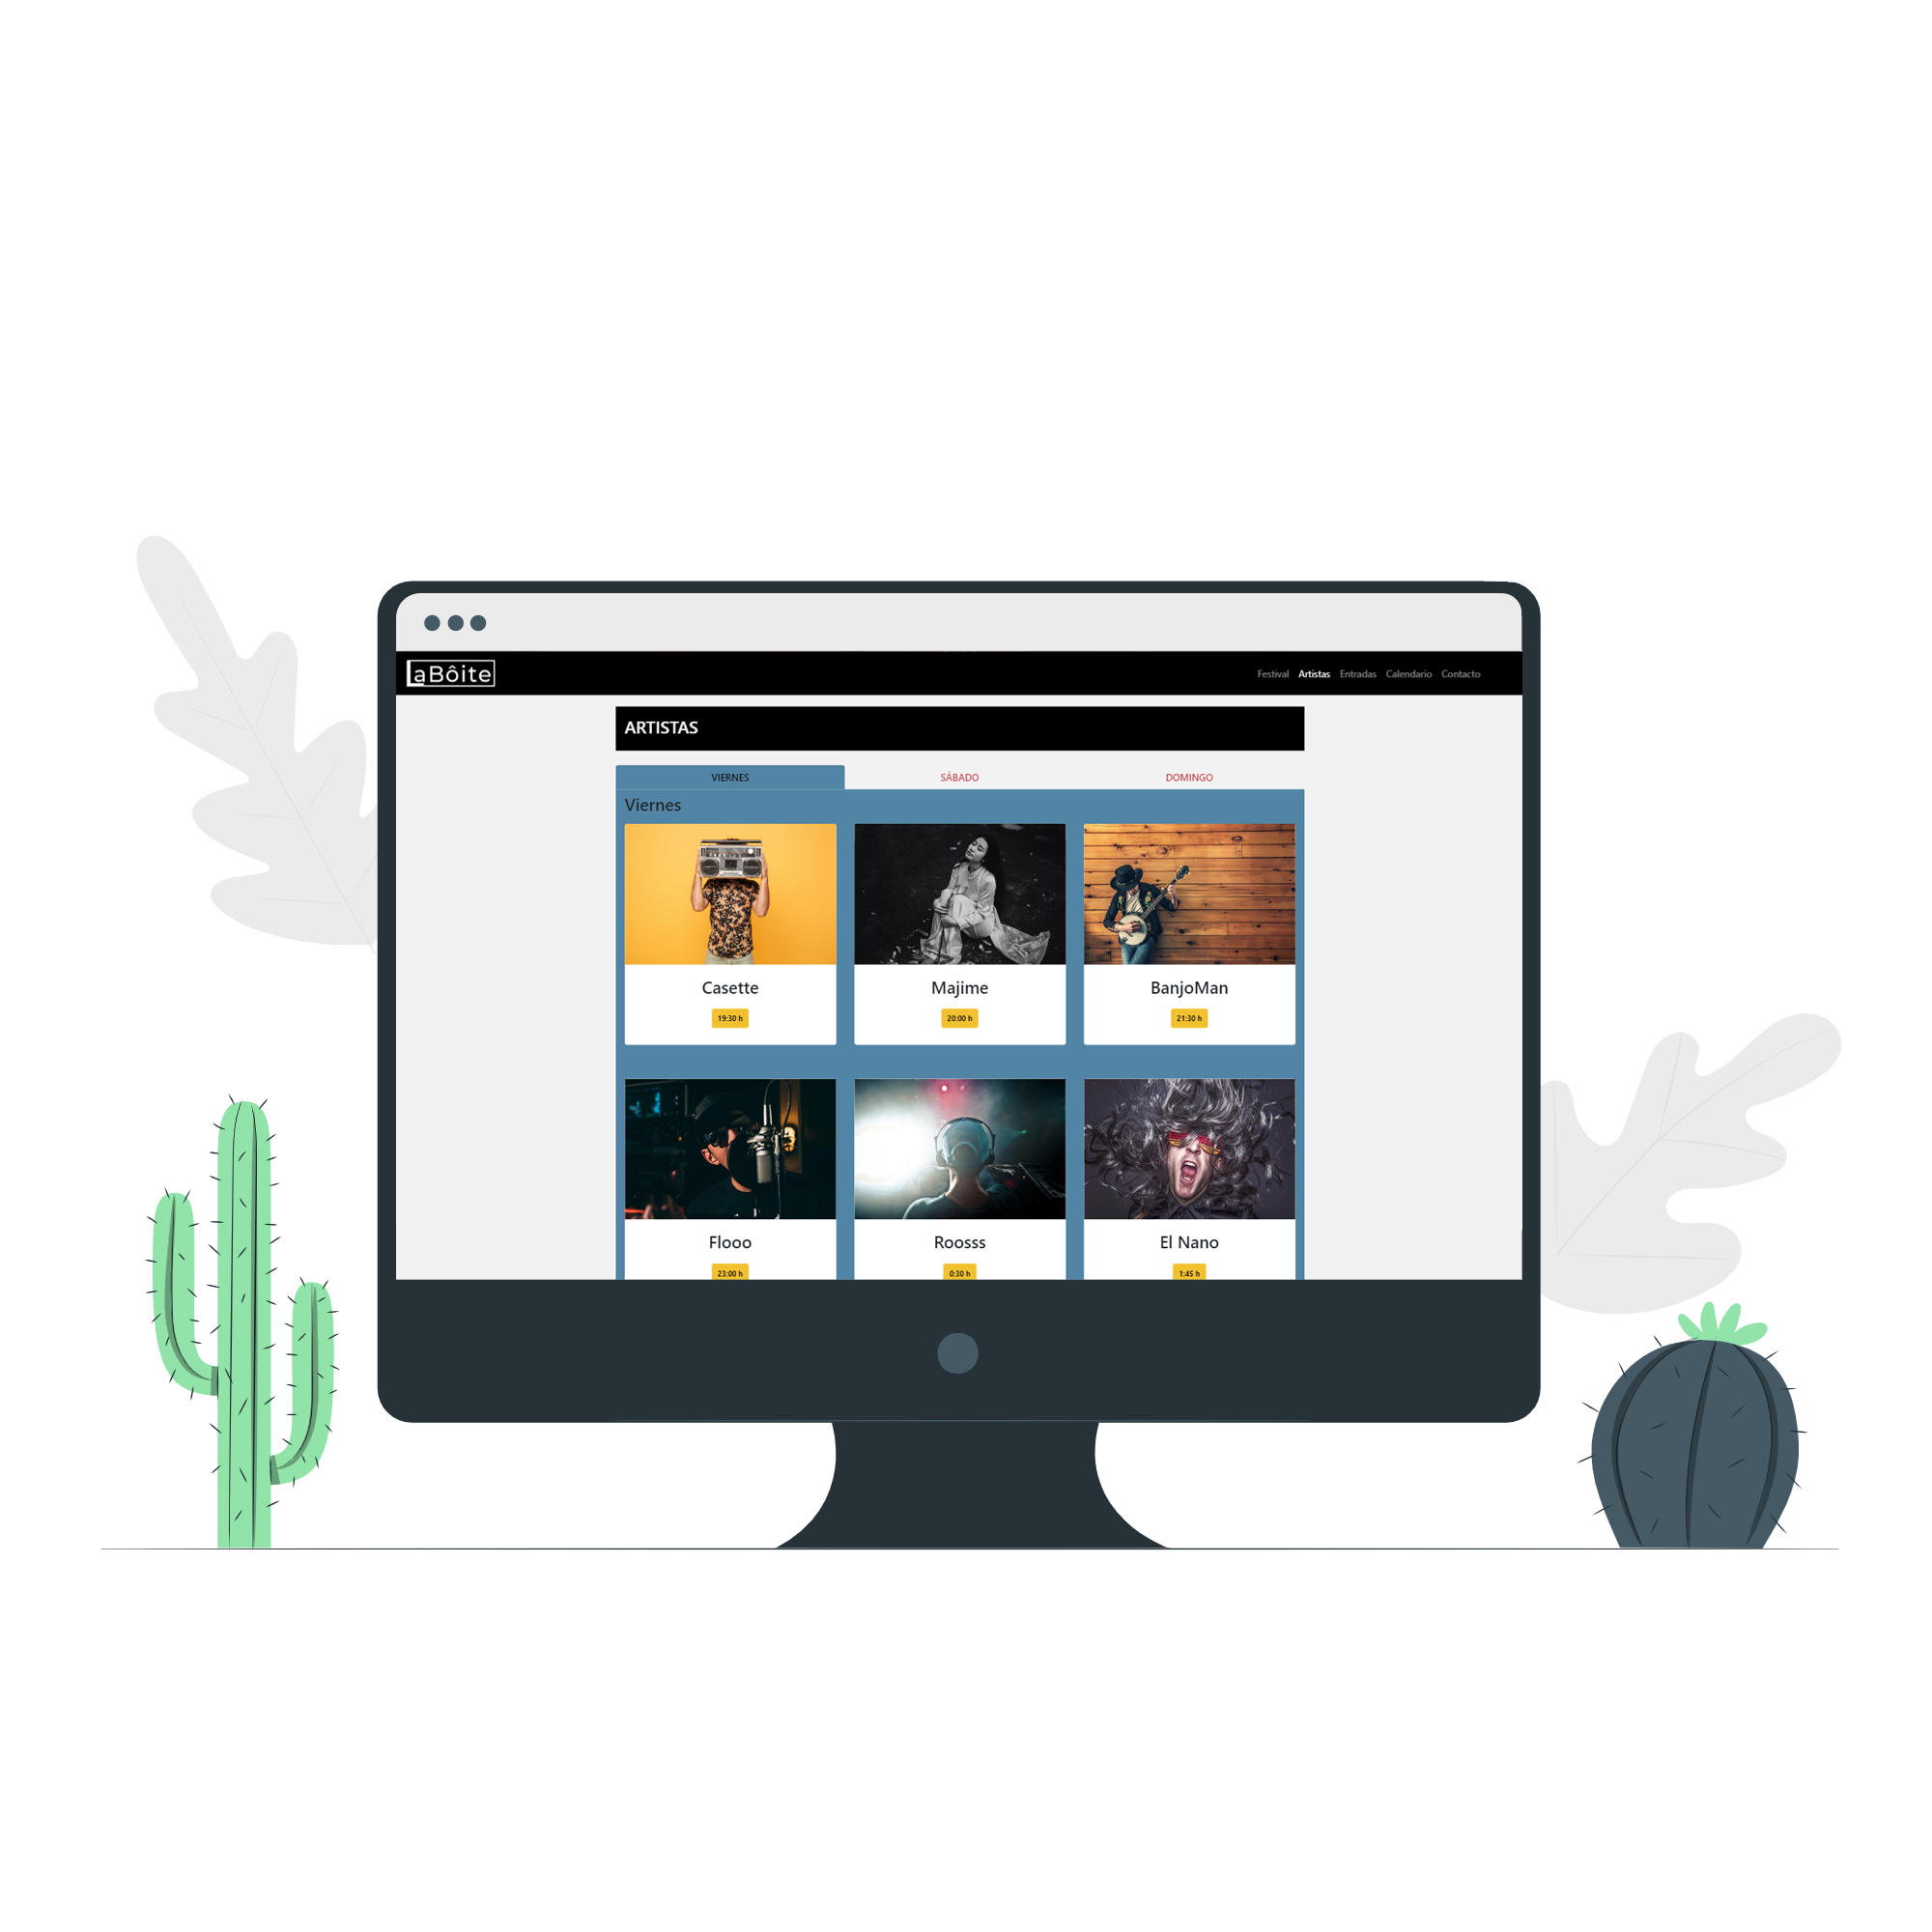 LaBôite
Festival Artistas Entradas Calendario Contacto
ARTISTAS
VIERNES SÁBADO DOMINGO
Viernes
Casette Majime BanjoMan
19:30 h 20:00 h 21:30 h
Flooo Roosss El Nano
23:00 h 0:30 h 1:45 h